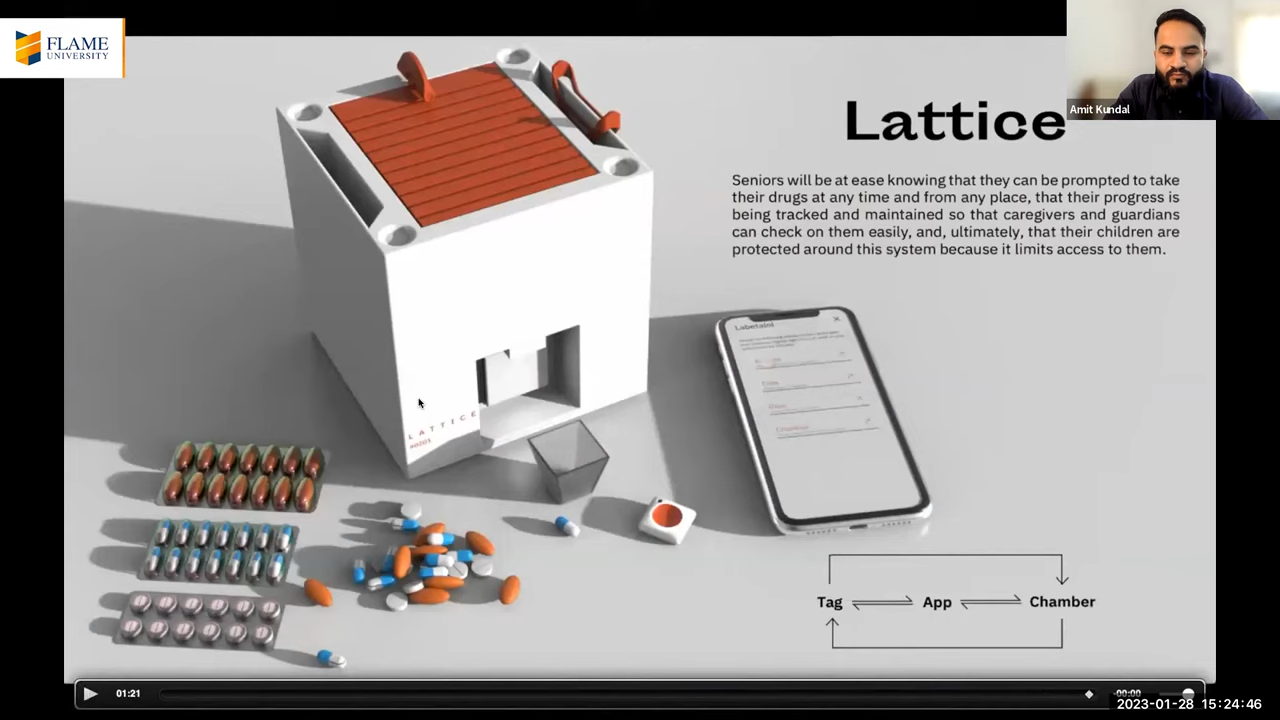 FLAME
UNIVERSITY
Amit Kundal
Lattice
Seniors will be at ease knowing that they can be prompted to take
their drugs at any time and from any place, that their progress is
being tracked and maintained so that caregivers and guardians
can check on them easily, and, ultimately, that their children are
protected around this system because it limits access to them.
Labetalol
LATTICE
Tag
App
Chamber
01:21
-00:00
2023-01-28 15:24:46